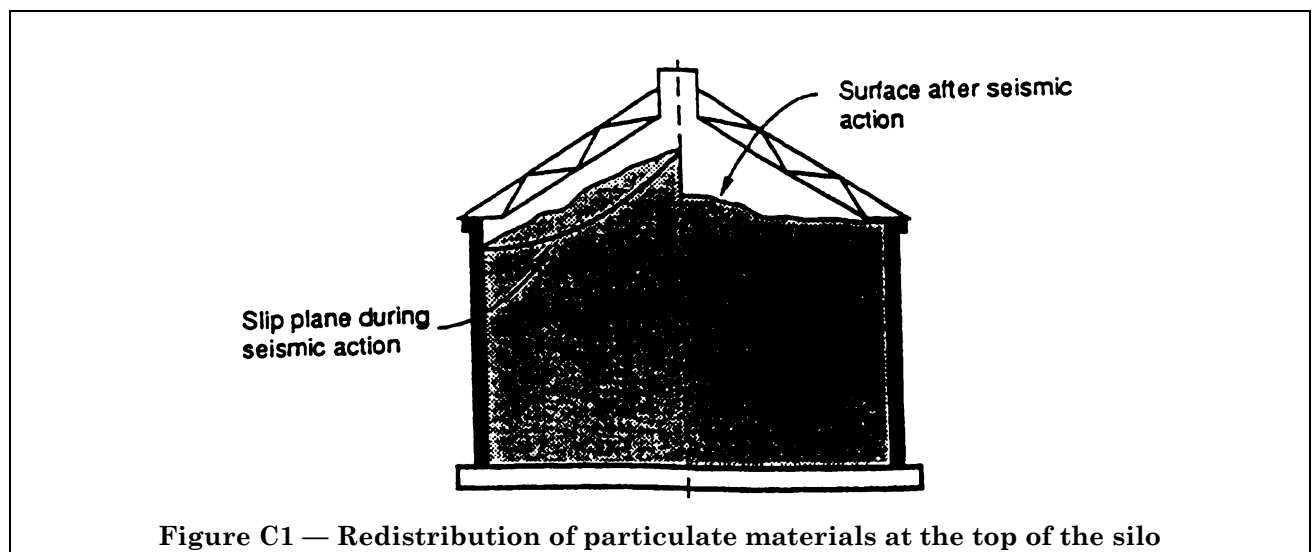 Surface after seismic
action
Slip plane during
seismic action
Figure C1 — Redistribution of particulate materials at the top of the silo